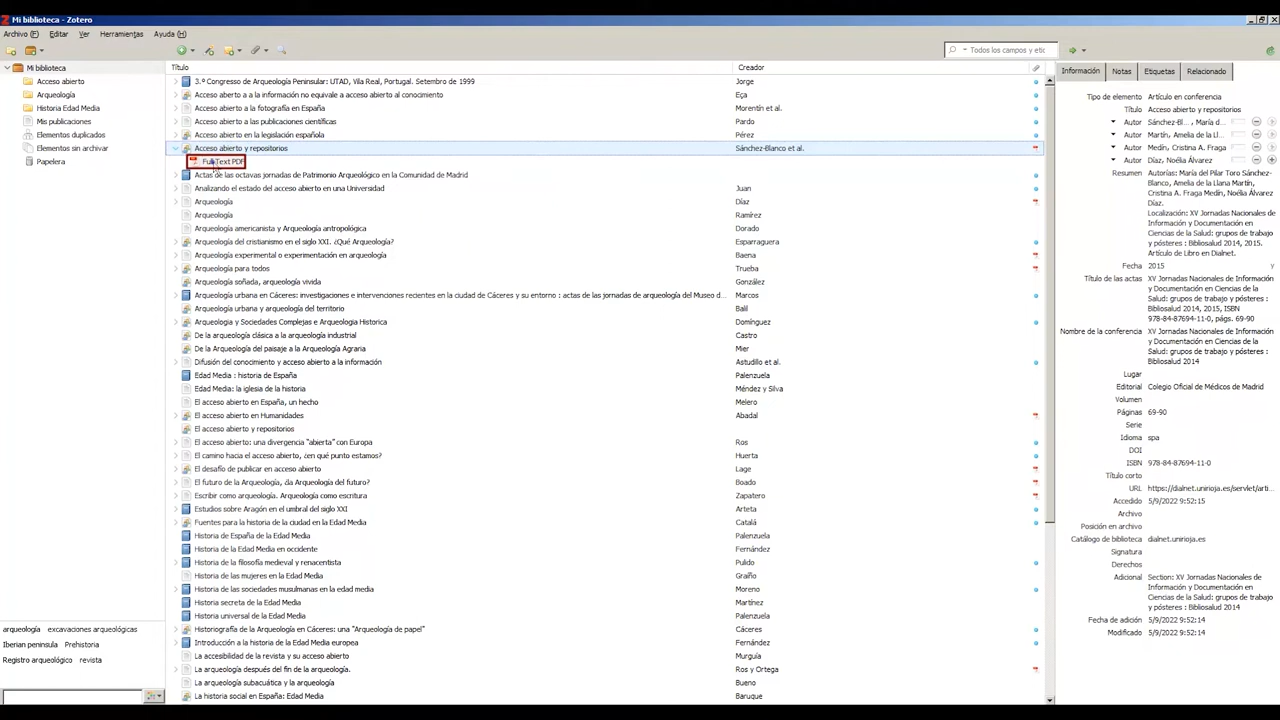 Mi biblioteca - Zotero
Archivo (F) Editar Ver Herramientas Ayuda (H)
Todos los campos y etic
Mi biblioteca
Acceso abierto
Arqueología
Historia Edad Media
Mis publicaciones
Elementos duplicados
Elementos sin archivar
Papelera
Título Creador
3.º Congresso de Arqueología Peninsular: UTAD, Vila Real, Portugal. Setembro de 1999 Jorge
Acceso aberto a a la información no equivale a acceso abierto al conocimiento Eça
Acceso abierto a la fotografía en España Morentín et al.
Acceso abierto a las publicaciones científicas Pardo
Acceso abierto en la legislación española Pérez
Acceso abierto y repositorios Sánchez-Blanco et al.
Full Text PDF
Actas de las octavas jornadas de Patrimonio Arqueológico en la Comunidad de Madrid
Analizando el estado del acceso abierto en una Universidad Juan
Arqueología Díaz
Arqueología Ramírez
Arqueología americanista y Arqueología antropológica Dorado
Arqueología del cristianismo en el siglo XXI. ¿Qué Arqueología? Esparraguera
Arqueología experimental o experimentación en arqueología Baena
Arqueología para todos Trueba
Arqueología soñada, arqueología vivida González
Arqueología urbana en Cáceres: investigaciones e intervenciones recientes en la ciudad de Cáceres y su entorno : actas de las jornadas de arqueología del Museo d... Marcos
Arqueología urbana y arqueología del territorio Balil
Arqueologia y Sociedades Complejas e Arqueologia Historica Domínguez
De la arqueología clásica a la arqueología industrial Castro
De la Arqueología del paisaje a la Arqueología Agraria Mier
Difusión del conocimiento y acceso abierto a la información Astudillo et al.
Edad Media : historia de España Palenzuela
Edad Media: la iglesia de la historia Méndez y Silva
El acceso abierto en España, un hecho Melero
El acceso abierto en Humanidades Abadal
El acceso abierto y repositorios
El acceso abierto: una divergencia "abierta" con Europa Ros
El camino hacia el acceso abierto, ¿en qué punto estamos? Huerta
El desafío de publicar en acceso abierto Lage
El futuro de la Arqueología, ¿la Arqueología del futuro? Boado
Escribir como arqueología. Arqueología como escritura Zapatero
Estudios sobre Aragón en el umbral del siglo XXI Arteta
Fuentes para la historia de la ciudad en la Edad Media Catalá
Historia de España de la Edad Media Palenzuela
Historia de la Edad Media en occidente Fernández
Historia de la filosofía medieval y renacentista Pulido
Historia de las mujeres en la Edad Media Graiño
Historia de las sociedades musulmanas en la edad media Moreno
Historia secreta de la Edad Media Martínez
Historia universal de la Edad Media Palenzuela
Historiografía de la Arqueología en Cáceres: una "Arqueología de papel" Cáceres
Introducción a la historia de la Edad Media europea Fernández
La accesibilidad de la revista y su acceso abierto Murguía
La arqueología después del fin de la arqueología. Ros y Ortega
La arqueología subacuática y la arqueología Bueno
La historia social en España: Edad Media Baruque
arqueología excavaciones arqueológicas
Iberian peninsula Prehistoria
Registro arqueológico revista
Información Notas Etiquetas Relacionado
Tipo de elemento Artículo en conferencia
Título Acceso abierto y repositorios
Autor Sánchez-Bl... , María d...
Autor Martín, Amelia de la Ll...
Autor Medín, Cristina A. Fraga
Autor Díaz, Noélia Álvarez
Resumen Autorías: María del Pilar Toro Sánchez-
Blanco, Amelia de la Llana Martín,
Cristina A. Fraga Medín, Noélia Álvarez
Díaz.
Localización: XV Jornadas Nacionales de
Información y Documentación en
Ciencias de la Salud: grupos de trabajo
y pósteres : Bibliosalud 2014, 2015.
Artículo de Libro en Dialnet.
Fecha 2015 y
Título de las actas XV Jornadas Nacionales de Información
y Documentación en Ciencias de la
Salud: grupos de trabajo y pósteres :
Bibliosalud 2014, 2015, ISBN
978-84-87694-11-0, págs. 69-90
Nombre de la conferencia XV Jornadas Nacionales de Información
y Documentación en Ciencias de la
Salud: grupos de trabajo y pósteres :
Bibliosalud 2014
Lugar
Editorial Colegio Oficial de Médicos de Madrid
Volumen
Páginas 69-90
Serie
Idioma spa
DOI
ISBN 978-84-87694-11-0
Título corto
URL https://dialnet.unirioja.es/servlet/arti...
Accedido 5/9/2022 9:52:15
Archivo
Posición en archivo
Catálogo de biblioteca dialnet.unirioja.es
Signatura
Derechos
Adicional Section: XV Jornadas Nacionales de
Información y Documentación en
Ciencias de la Salud: grupos de trabajo
y pósteres : Bibliosalud 2014
Fecha de adición 5/9/2022 9:52:14
Modificado 5/9/2022 9:52:14